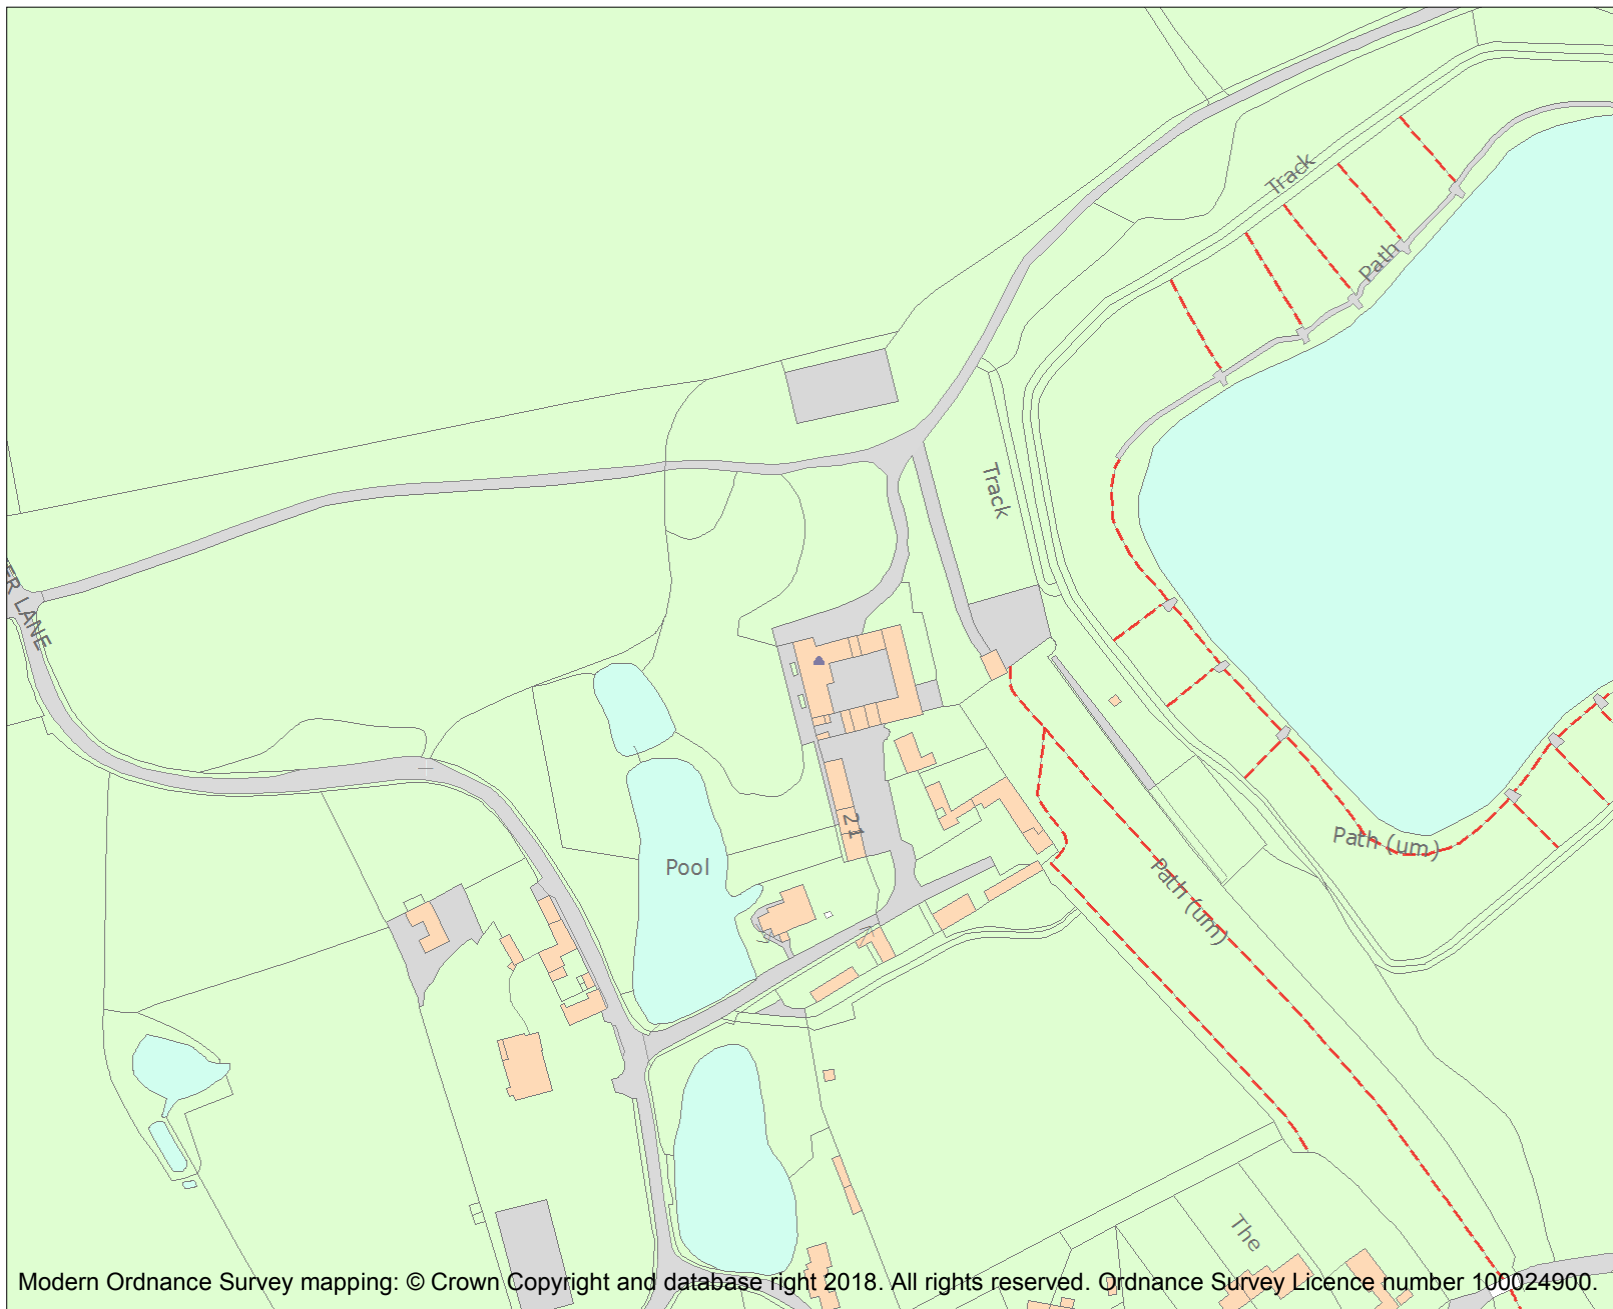 Track
Path
Track
ER LANE
21
Path (um)
Pool
Path (um)
The
Modern Ordnance Survey mapping: © Crown Copyright and database right 2018. All rights reserved. Ordnance Survey Licence number 100024900.